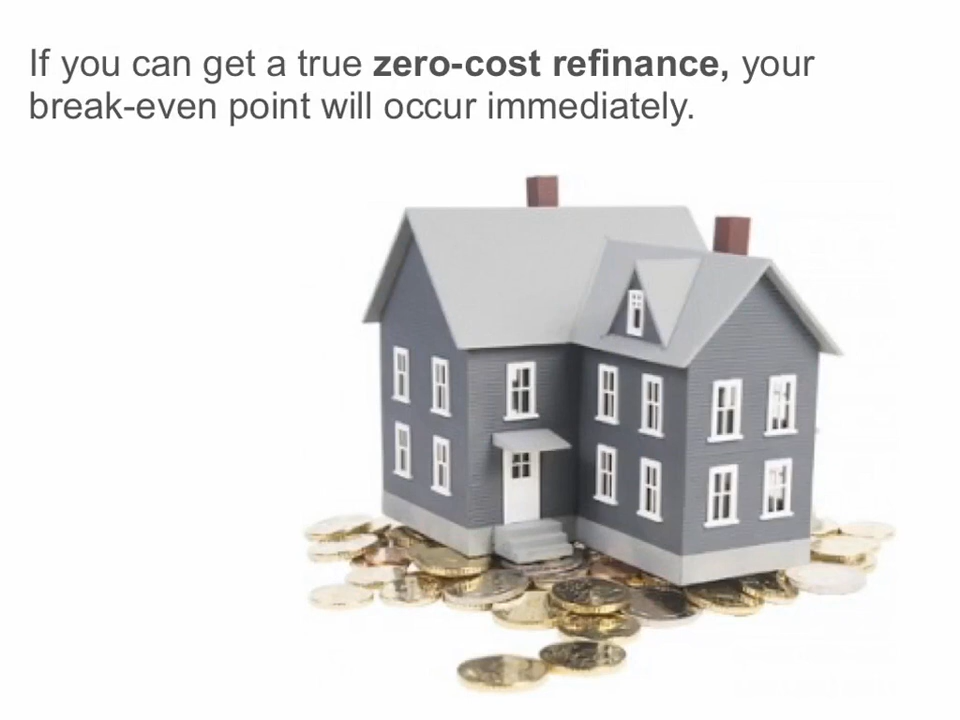 If you can get a true zero-cost refinance, your
break-even point will occur immediately.